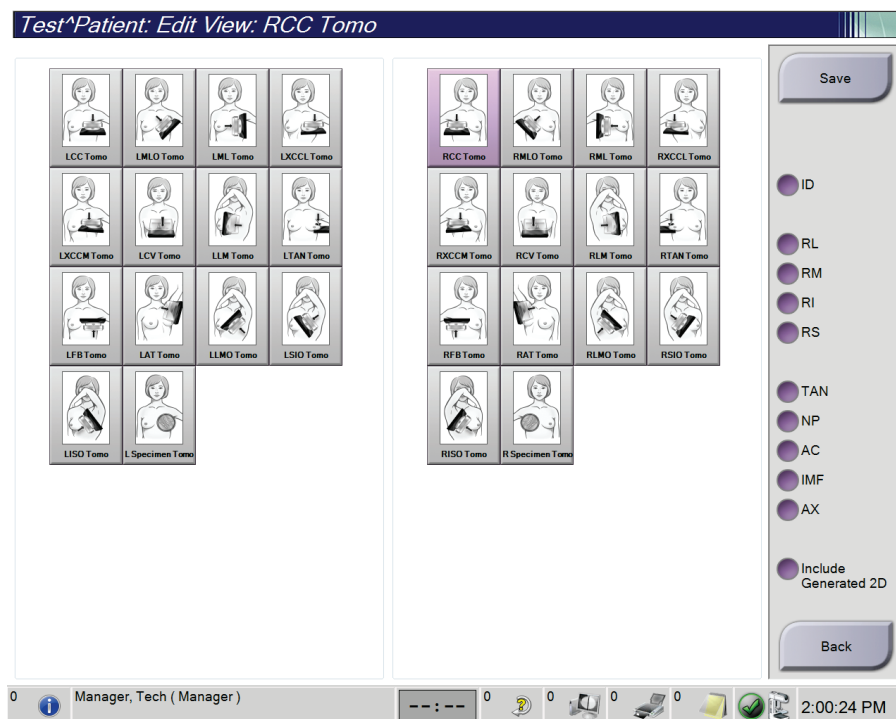 Test^Patient: Edit View: RCC Tomo
LCC Tomo LMLO Tomo LML Tomo LXCCL Tomo
LXCCM Tomo LCV Tomo LLM Tomo LTAN Tomo
LFB Tomo LAT Tomo LLMO Tomo LSIO Tomo
LISO Tomo L Specimen Tomo
RCC Tomo RMLO Tomo RML Tomo RXCCL Tomo
RXCCM Tomo RCV Tomo RLM Tomo RTAN Tomo
RFB Tomo RAT Tomo RLMO Tomo RSIO Tomo
RISO Tomo R Specimen Tomo
Save
ID
RL
RM
RI
RS
TAN
NP
AC
IMF
AX
Include
Generated 2D
Back
0 Manager, Tech ( Manager ) --:-- 0 0 0 0 2:00:24 PM